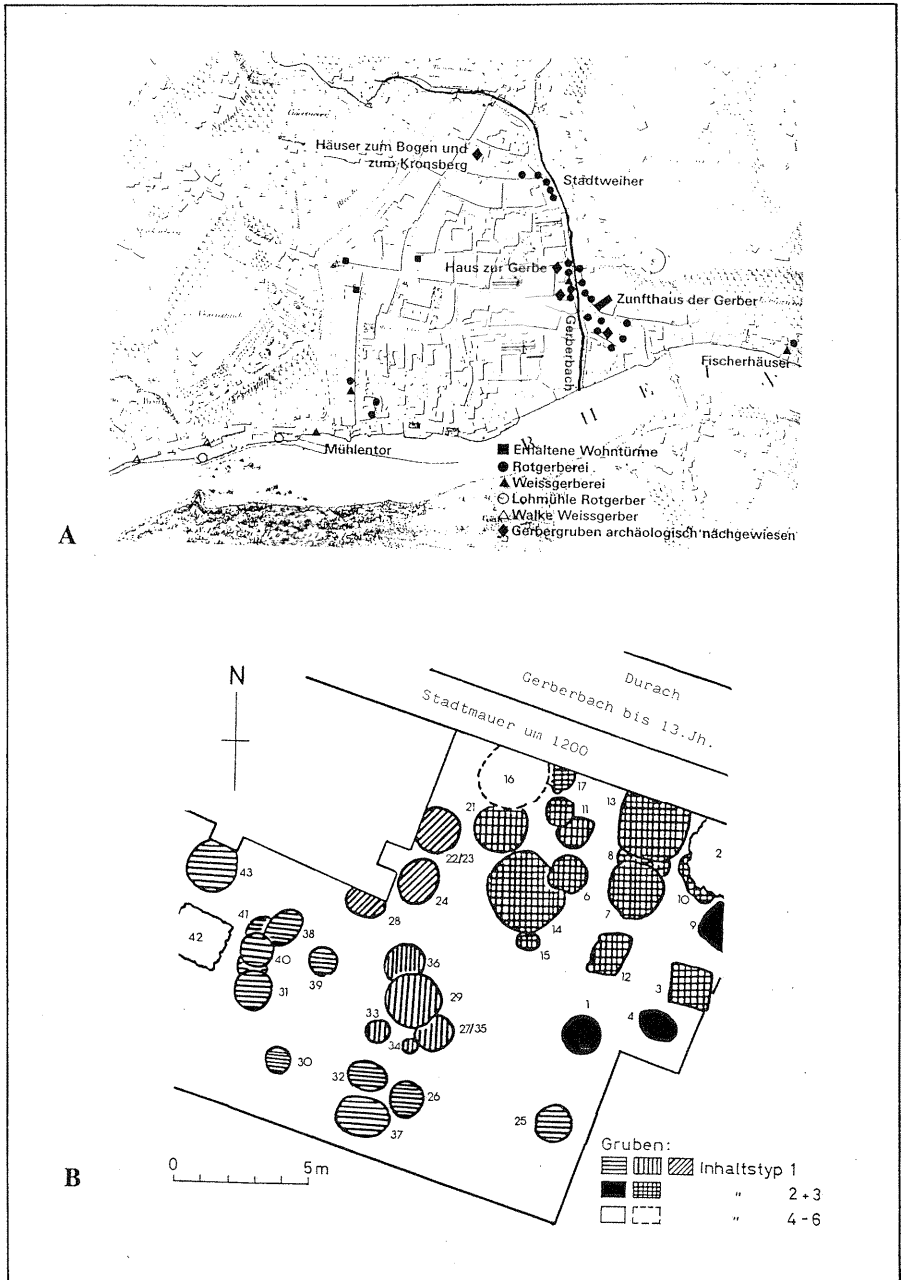 Häuser zum Bogen und
zum Kronsberg
Stadtweiher
Haus zur Gerbe
Zunfthaus der Gerber
Gerberbach
Fischerhäuser
Mühlentor
R H E I N
Erhaltene Wohntürme
Rotgerberei
Weissgerberei
Lohmühle Rotgerber
Walke Weissgerber
Gerbergruben archäologisch nachgewiesen
A
N
Durach
Gerberbach bis 13.Jh.
Stadtmauer um 1200
16
17
13
21
11
2
22/23
8
43
24
6
10
7
28
14
9
41
38
42
15
40
36
12
39
3
31
29
1
33
4
27/35
34
30
32
26
25
37
Gruben:
Inhaltstyp 1
" 2+3
" 4-6
0 5m
B